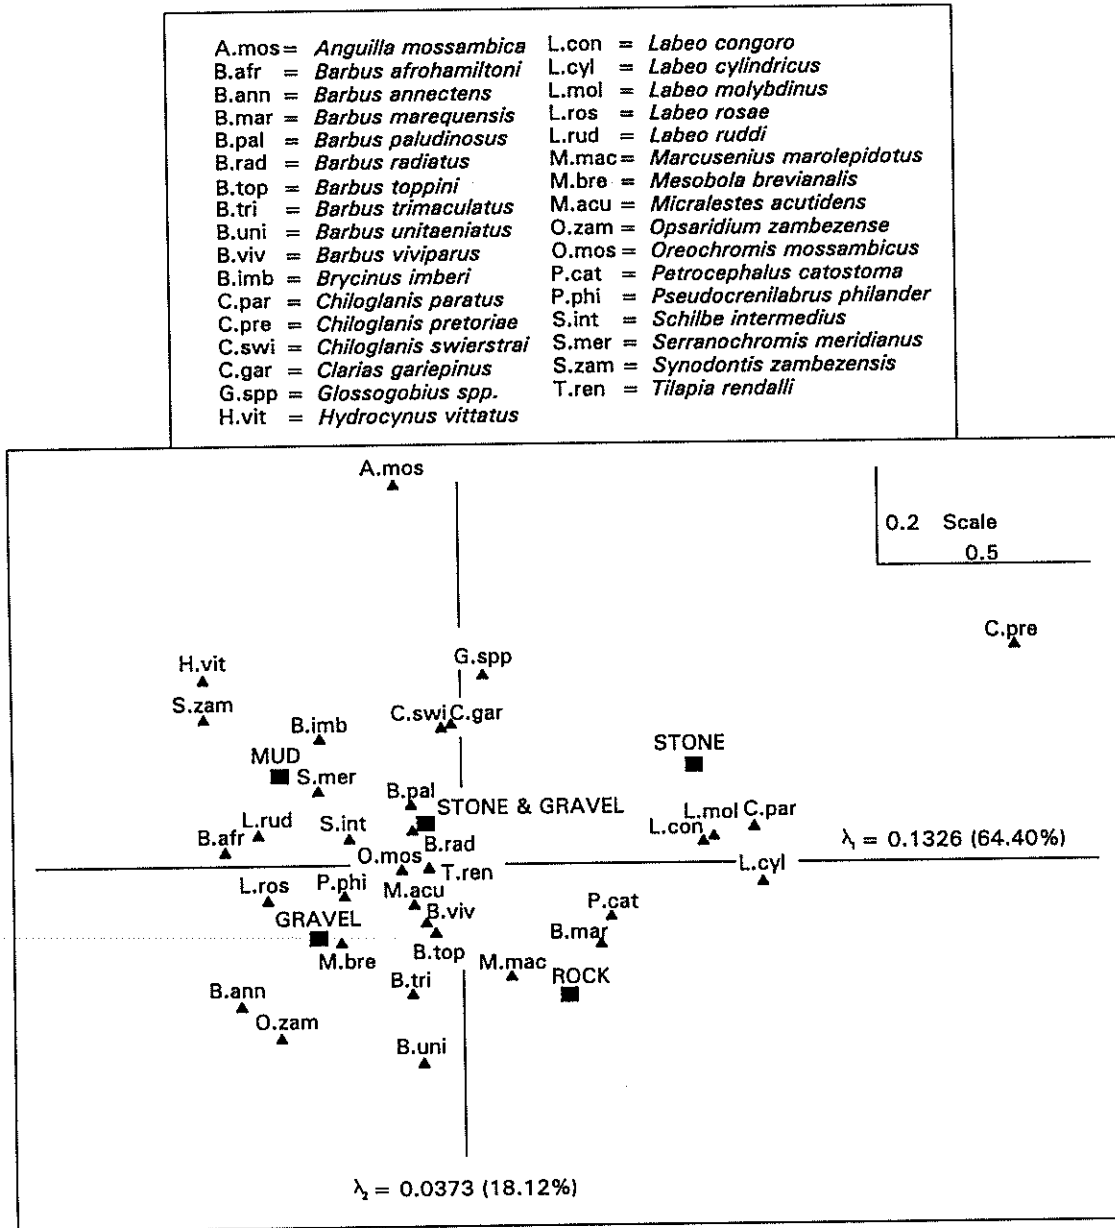 A.mos = Anguilla mossambica
B.afr = Barbus afrohamiltoni
B.ann = Barbus annectens
B.mar = Barbus marequensis
B.pal = Barbus paludinosus
B.rad = Barbus radiatus
B.top = Barbus toppini
B.tri = Barbus trimaculatus
B.uni = Barbus unitaeniatus
B.viv = Barbus viviparus
B.imb = Brycinus imberi
C.par = Chiloglanis paratus
C.pre = Chiloglanis pretoriae
C.swi = Chiloglanis swierstrai
C.gar = Clarias gariepinus
G.spp = Glossogobius spp.
H.vit = Hydrocynus vittatus
L.con = Labeo congoro
L.cyl = Labeo cylindricus
L.mol = Labeo molybdinus
L.ros = Labeo rosae
L.rud = Labeo ruddi
M.mac = Marcusenius marolepidotus
M.bre = Mesobola brevianalis
M.acu = Micralestes acutidens
O.zam = Opsaridium zambezense
O.mos = Oreochromis mossambicus
P.cat = Petrocephalus catostoma
P.phi = Pseudocrenilabrus philander
S.int = Schilbe intermedius
S.mer = Serranochromis meridianus
S.zam = Synodontis zambezensis
T.ren = Tilapia rendalli
A.mos
0.2 Scale
0.5
C.pre
G.spp
H.vit
S.zam
C.swi C.gar
B.imb
STONE
MUD
S.mer
B.pal
STONE & GRAVEL
L.mol C.par
L.rud
S.int
L.con
B.afr
B.rad
λ₁ = 0.1326 (64.40%)
O.mos
T.ren
L.cyl
L.ros
P.phi
M.acu
P.cat
GRAVEL
B.viv
B.mar
M.bre
B.top
M.mac
ROCK
B.tri
B.ann
O.zam
B.uni
λ₂ = 0.0373 (18.12%)